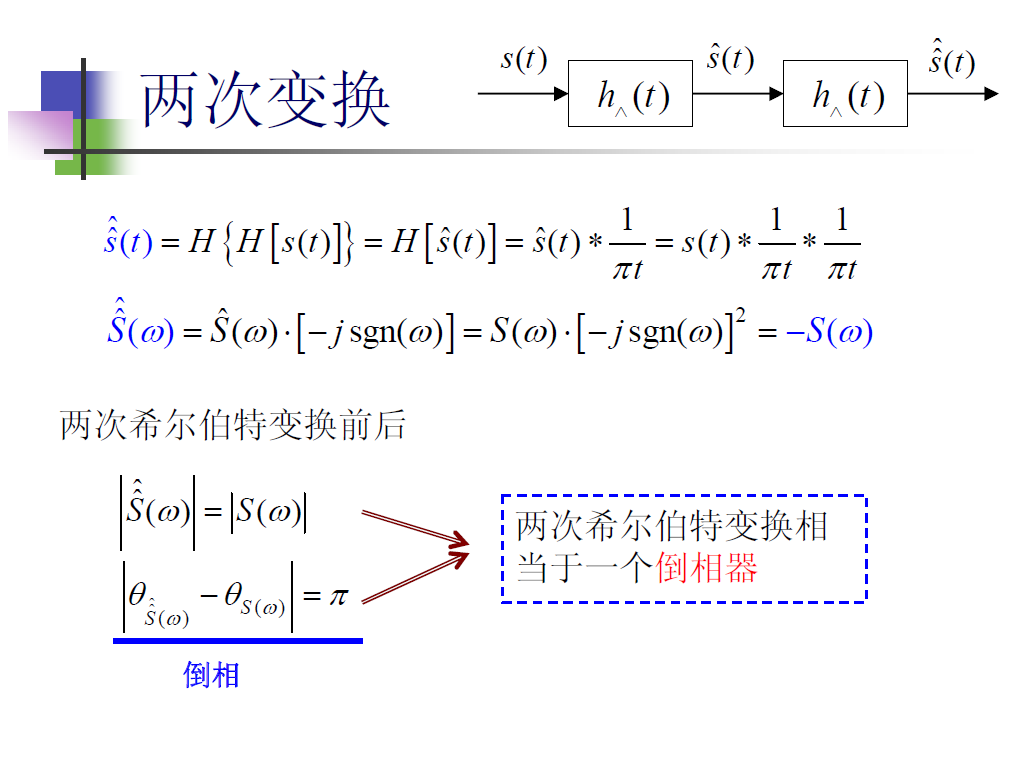 两次变换
s(t) h∧(t) ŝ(t) h∧(t) ŝ̂(t)
ŝ̂(t) = H{H[s(t)]} = H[ŝ(t)] = ŝ(t) * 1/πt = s(t) * 1/πt * 1/πt
Ŝ̂(ω) = Ŝ(ω)·[−j sgn(ω)] = S(ω)·[−j sgn(ω)]² = −S(ω)
两次希尔伯特变换前后
|Ŝ̂(ω)| = |S(ω)|
|θ_Ŝ̂(ω) − θ_S(ω)| = π
倒相
两次希尔伯特变换相
当于一个倒相器